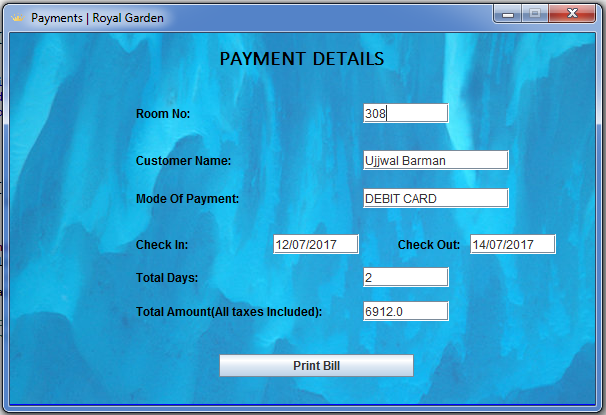 Payments | Royal Garden
PAYMENT DETAILS
Room No: 308
Customer Name: Ujjwal Barman
Mode Of Payment: DEBIT CARD
Check In: 12/07/2017 Check Out: 14/07/2017
Total Days: 2
Total Amount(All taxes Included): 6912.0
Print Bill